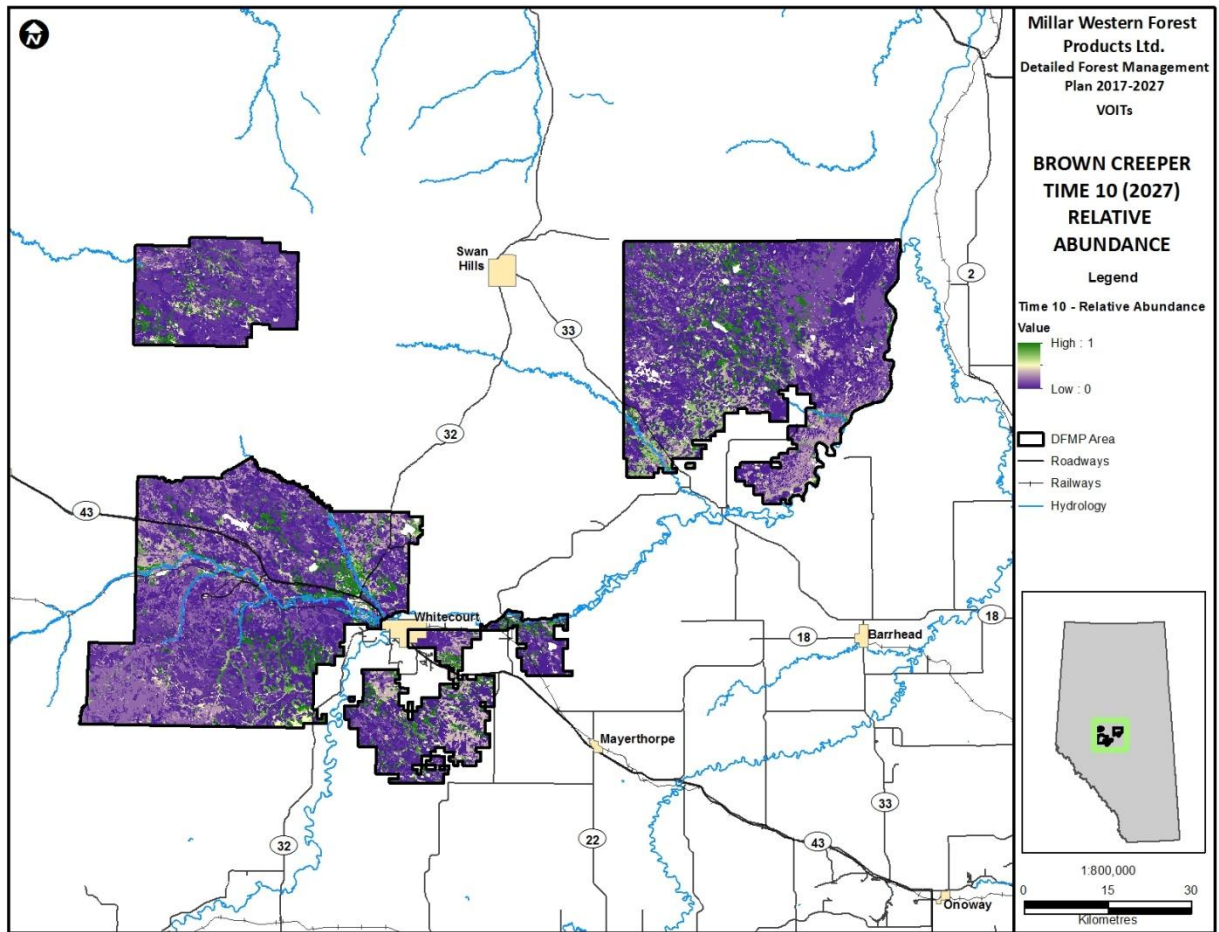 N
Swan
Hills
2
33
32
43
Whitecourt
18
18
Barrhead
Mayerthorpe
33
22
32
43
Onoway
Millar Western Forest
Products Ltd.
Detailed Forest Management
Plan 2017-2027
VOITs
BROWN CREEPER
TIME 10 (2027)
RELATIVE
ABUNDANCE
Legend
Time 10 - Relative Abundance
Value
High : 1
Low : 0
DFMP Area
Roadways
Railways
Hydrology
1:800,000
0 15 30
Kilometres